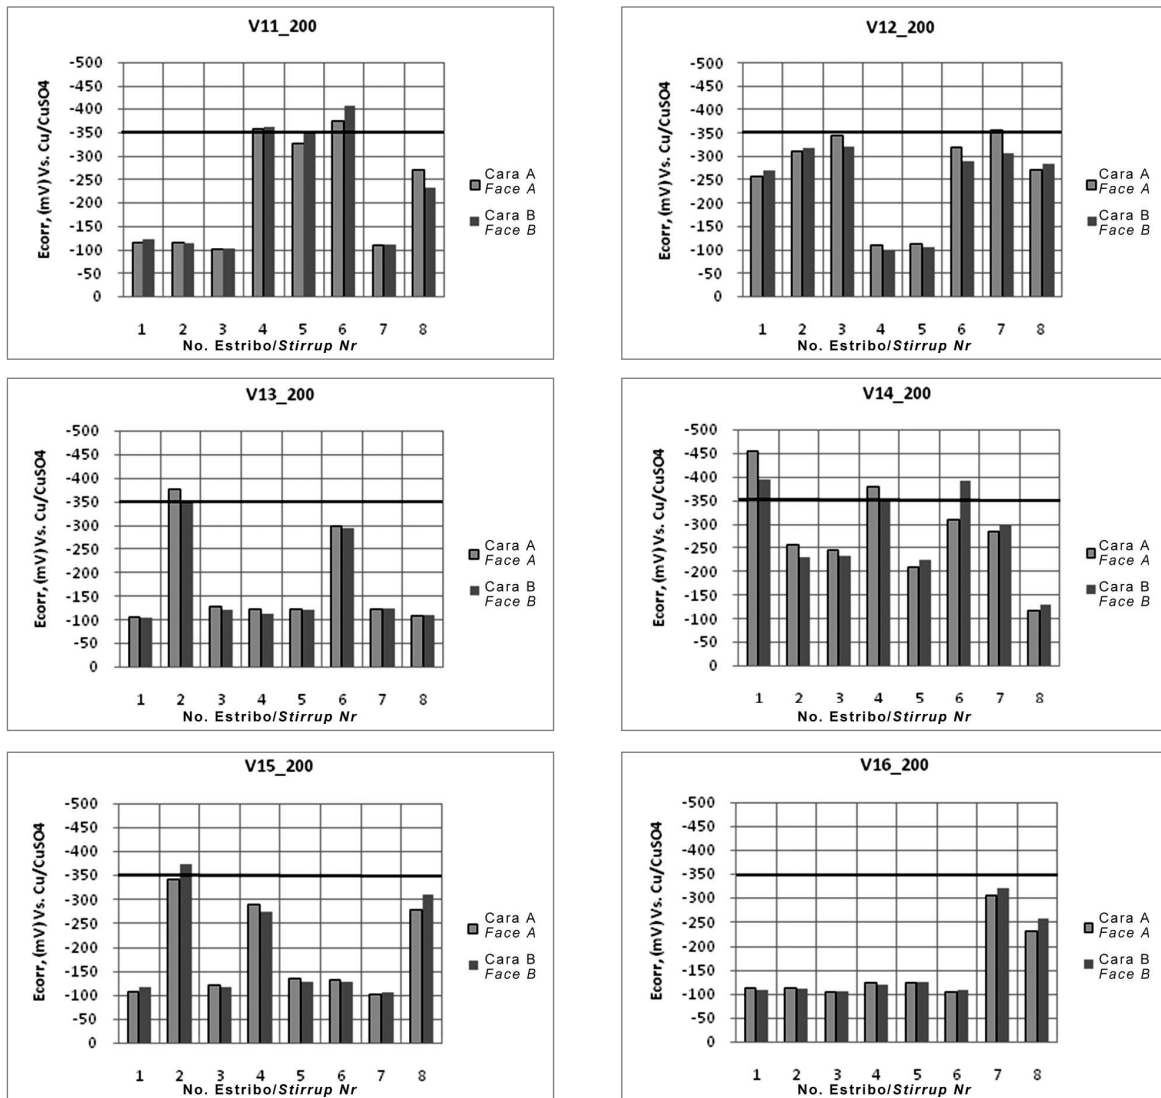 V11_200
Ecorr, (mV) Vs. Cu/CuSO4
-500
-450
-400
-350
-300
-250
-200
-150
-100
-50
0
1 2 3 4 5 6 7 8
No. Estribo/Stirrup Nr
Cara A
Face A
Cara B
Face B
V12_200
Ecorr, (mV) Vs. Cu/CuSO4
-500
-450
-400
-350
-300
-250
-200
-150
-100
-50
0
1 2 3 4 5 6 7 8
No. Estribo/Stirrup Nr
Cara A
Face A
Cara B
Face B
V13_200
Ecorr, (mV) Vs. Cu/CuSO4
-500
-450
-400
-350
-300
-250
-200
-150
-100
-50
0
1 2 3 4 5 6 7 8
No. Estribo/Stirrup Nr
Cara A
Face A
Cara B
Face B
V14_200
Ecorr, (mV) Vs. Cu/CuSO4
-500
-450
-400
-350
-300
-250
-200
-150
-100
-50
0
1 2 3 4 5 6 7 8
No. Estribo/Stirrup Nr
Cara A
Face A
Cara B
Face B
V15_200
Ecorr, (mV) Vs. Cu/CuSO4
-500
-450
-400
-350
-300
-250
-200
-150
-100
-50
0
1 2 3 4 5 6 7 8
No. Estribo/Stirrup Nr
Cara A
Face A
Cara B
Face B
V16_200
Ecorr, (mV) Vs. Cu/CuSO4
-500
-450
-400
-350
-300
-250
-200
-150
-100
-50
0
1 2 3 4 5 6 7 8
No. Estribo/Stirrup Nr
Cara A
Face A
Cara B
Face B